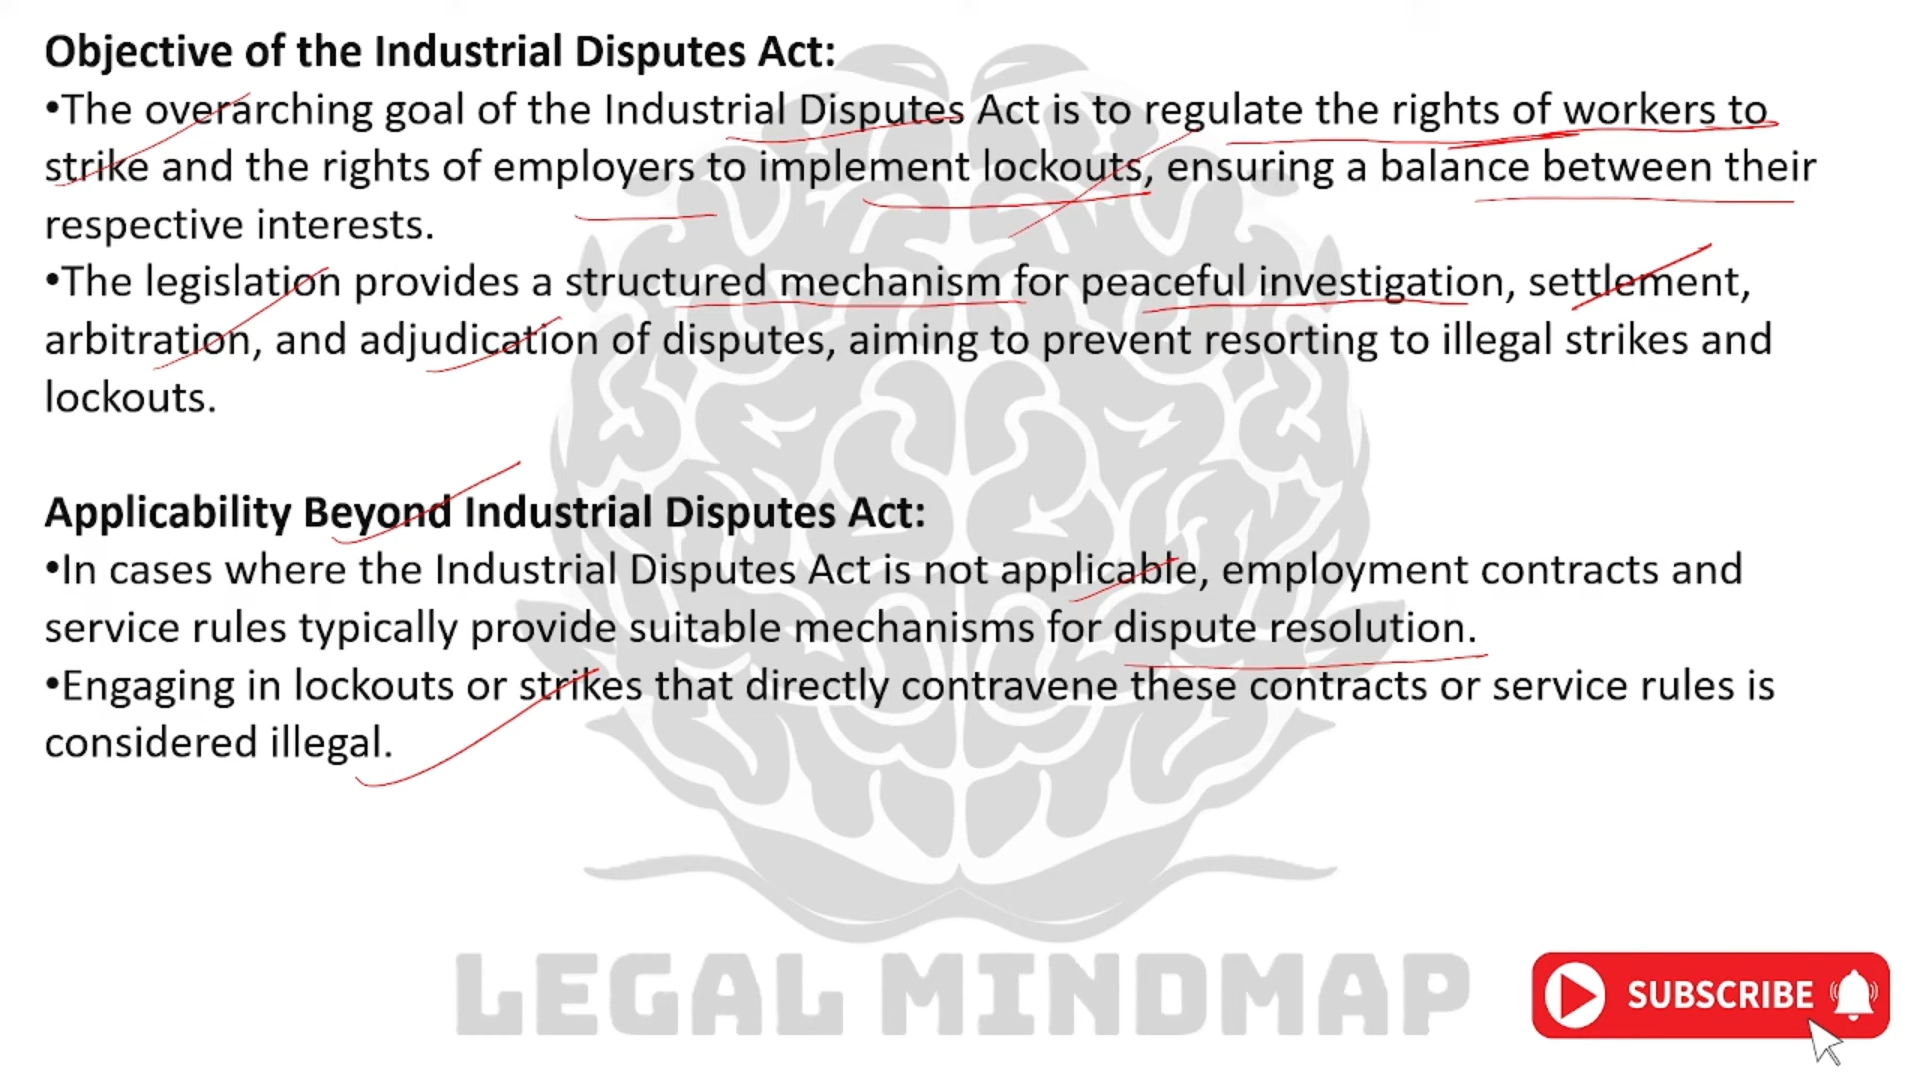 Objective of the Industrial Disputes Act:
•The overarching goal of the Industrial Disputes Act is to regulate the rights of workers to
strike and the rights of employers to implement lockouts, ensuring a balance between their
respective interests.
•The legislation provides a structured mechanism for peaceful investigation, settlement,
arbitration, and adjudication of disputes, aiming to prevent resorting to illegal strikes and
lockouts.
Applicability Beyond Industrial Disputes Act:
•In cases where the Industrial Disputes Act is not applicable, employment contracts and
service rules typically provide suitable mechanisms for dispute resolution.
•Engaging in lockouts or strikes that directly contravene these contracts or service rules is
considered illegal.
LEGAL MINDMAP
SUBSCRIBE